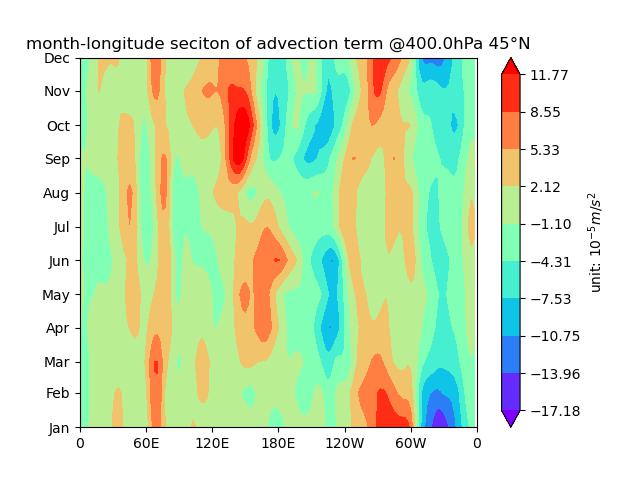 month-longitude seciton of advection term @400.0hPa 45°N
Dec
Nov
Oct
Sep
Aug
Jul
Jun
May
Apr
Mar
Feb
Jan
0 60E 120E 180E 120W 60W 0
11.77
8.55
5.33
2.12
−1.10
−4.31
−7.53
−10.75
−13.96
−17.18
unit: 10⁻⁵m/s²